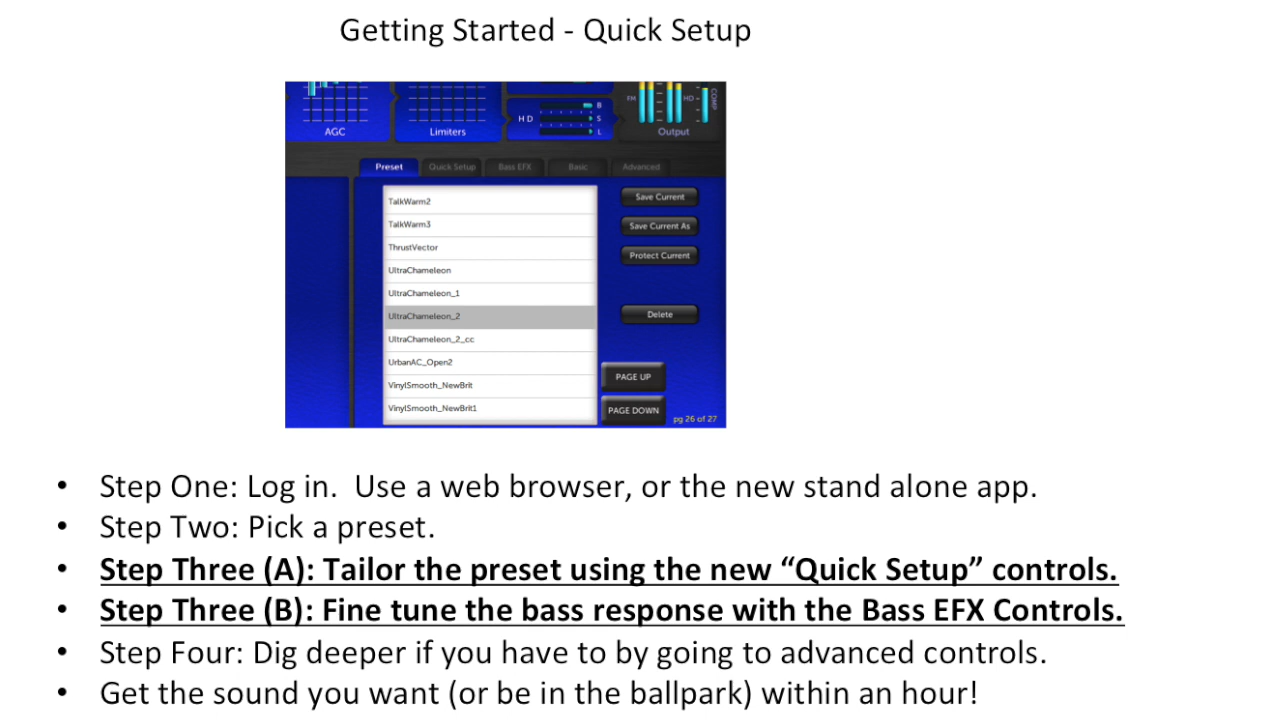 Getting Started - Quick Setup
AGC
Limiters
HD
B
S
L
FM
HD
COMP
Output
Preset
Quick Setup
Bass EFX
Basic
Advanced
TalkWarm2
TalkWarm3
ThrustVector
UltraChameleon
UltraChameleon_1
UltraChameleon_2
UltraChameleon_2_cc
UrbanAC_Open2
VinylSmooth_NewBrit
VinylSmooth_NewBrit1
Save Current
Save Current As
Protect Current
Delete
PAGE UP
PAGE DOWN
pg 26 of 27
• Step One: Log in.  Use a web browser, or the new stand alone app.
• Step Two: Pick a preset.
• Step Three (A): Tailor the preset using the new “Quick Setup” controls.
• Step Three (B): Fine tune the bass response with the Bass EFX Controls.
• Step Four: Dig deeper if you have to by going to advanced controls.
• Get the sound you want (or be in the ballpark) within an hour!